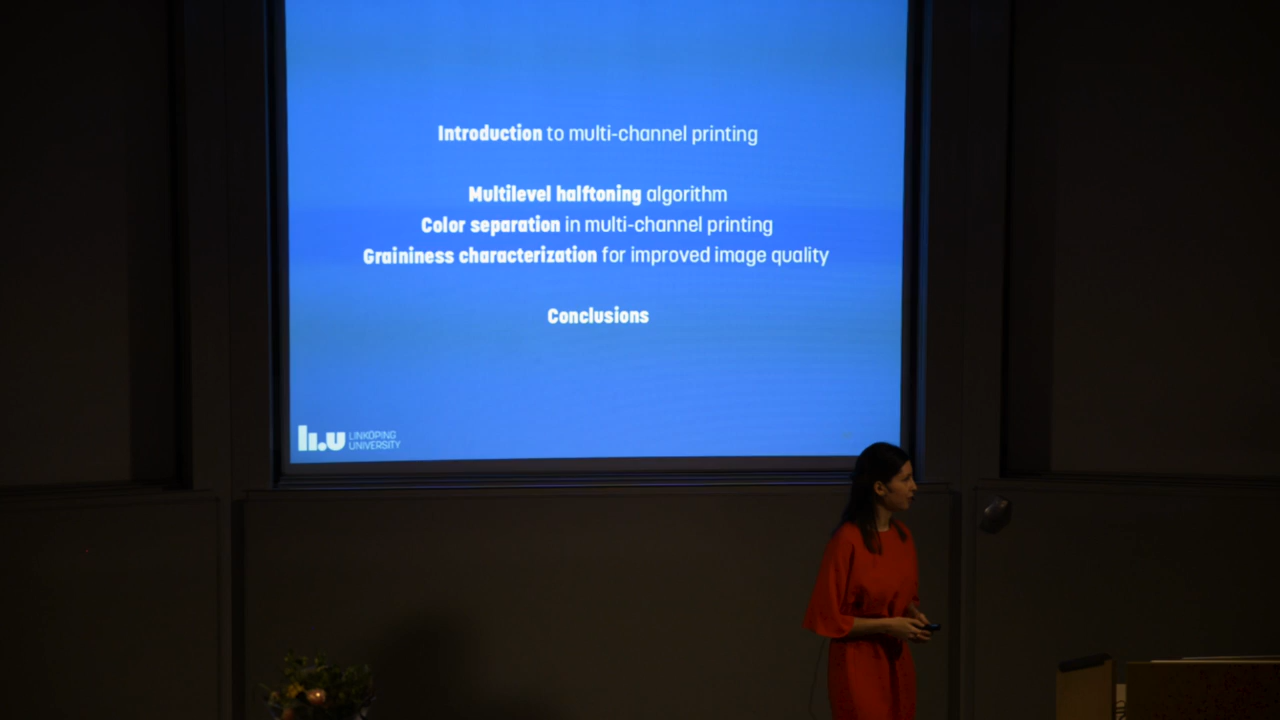 Introduction to multi-channel printing
Multilevel halftoning algorithm
Color separation in multi-channel printing
Graininess characterization for improved image quality
Conclusions
li.u LINKÖPING
UNIVERSITY